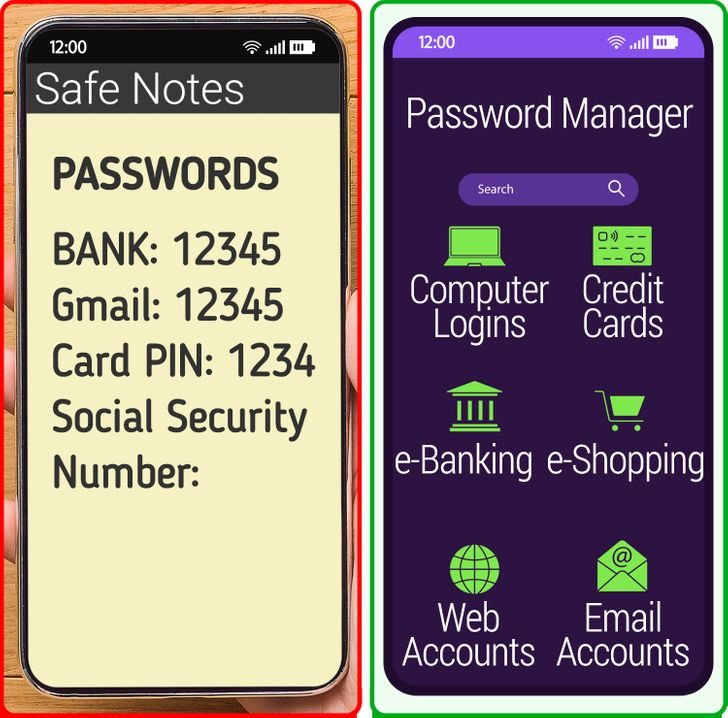 12:00
Safe Notes
PASSWORDS
BANK: 12345
Gmail: 12345
Card PIN: 1234
Social Security
Number:
12:00
Password Manager
Search
Computer
Logins
Credit
Cards
e-Banking
e-Shopping
Web
Accounts
@
Email
Accounts